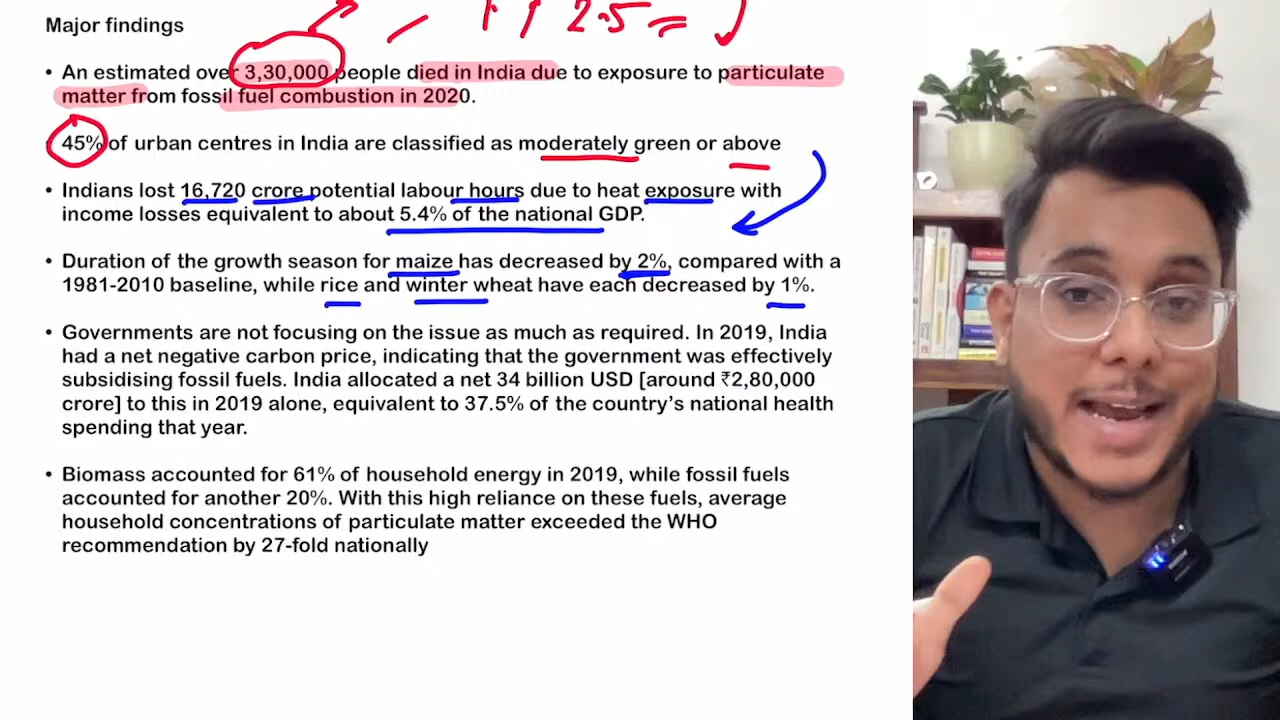 Major findings
PM 2.5 =
• An estimated over 3,30,000 people died in India due to exposure to particulate
matter from fossil fuel combustion in 2020.
• 45% of urban centres in India are classified as moderately green or above
• Indians lost 16,720 crore potential labour hours due to heat exposure with
income losses equivalent to about 5.4% of the national GDP.
• Duration of the growth season for maize has decreased by 2%, compared with a
1981-2010 baseline, while rice and winter wheat have each decreased by 1%.
• Governments are not focusing on the issue as much as required. In 2019, India
had a net negative carbon price, indicating that the government was effectively
subsidising fossil fuels. India allocated a net 34 billion USD [around ₹2,80,000
crore] to this in 2019 alone, equivalent to 37.5% of the country’s national health
spending that year.
• Biomass accounted for 61% of household energy in 2019, while fossil fuels
accounted for another 20%. With this high reliance on these fuels, average
household concentrations of particulate matter exceeded the WHO
recommendation by 27-fold nationally